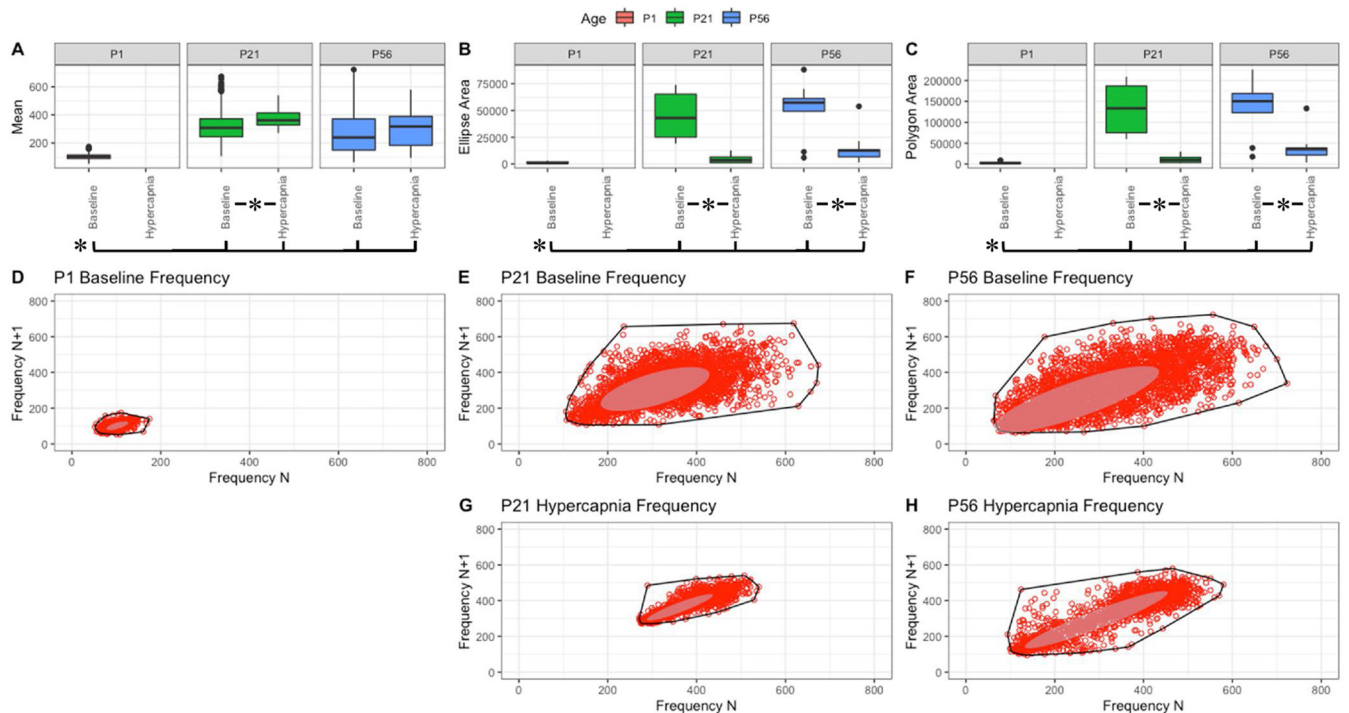 Age P1 P21 P56
A P1 P21 P56
Mean
600
400
200
Baseline Hypercapnia Baseline * Hypercapnia Baseline Hypercapnia
*
B P1 P21 P56
Ellipse Area
75000
50000
25000
0
Baseline Hypercapnia Baseline * Hypercapnia Baseline * Hypercapnia
*
C P1 P21 P56
Polygon Area
200000
150000
100000
50000
0
Baseline Hypercapnia Baseline * Hypercapnia Baseline * Hypercapnia
*
D P1 Baseline Frequency
Frequency N+1
800
600
400
200
0
0 200 400 600 800
Frequency N
E P21 Baseline Frequency
Frequency N+1
800
600
400
200
0
0 200 400 600 800
Frequency N
F P56 Baseline Frequency
Frequency N+1
800
600
400
200
0
0 200 400 600 800
Frequency N
G P21 Hypercapnia Frequency
Frequency N+1
800
600
400
200
0
0 200 400 600 800
Frequency N
H P56 Hypercapnia Frequency
Frequency N+1
800
600
400
200
0
0 200 400 600 800
Frequency N